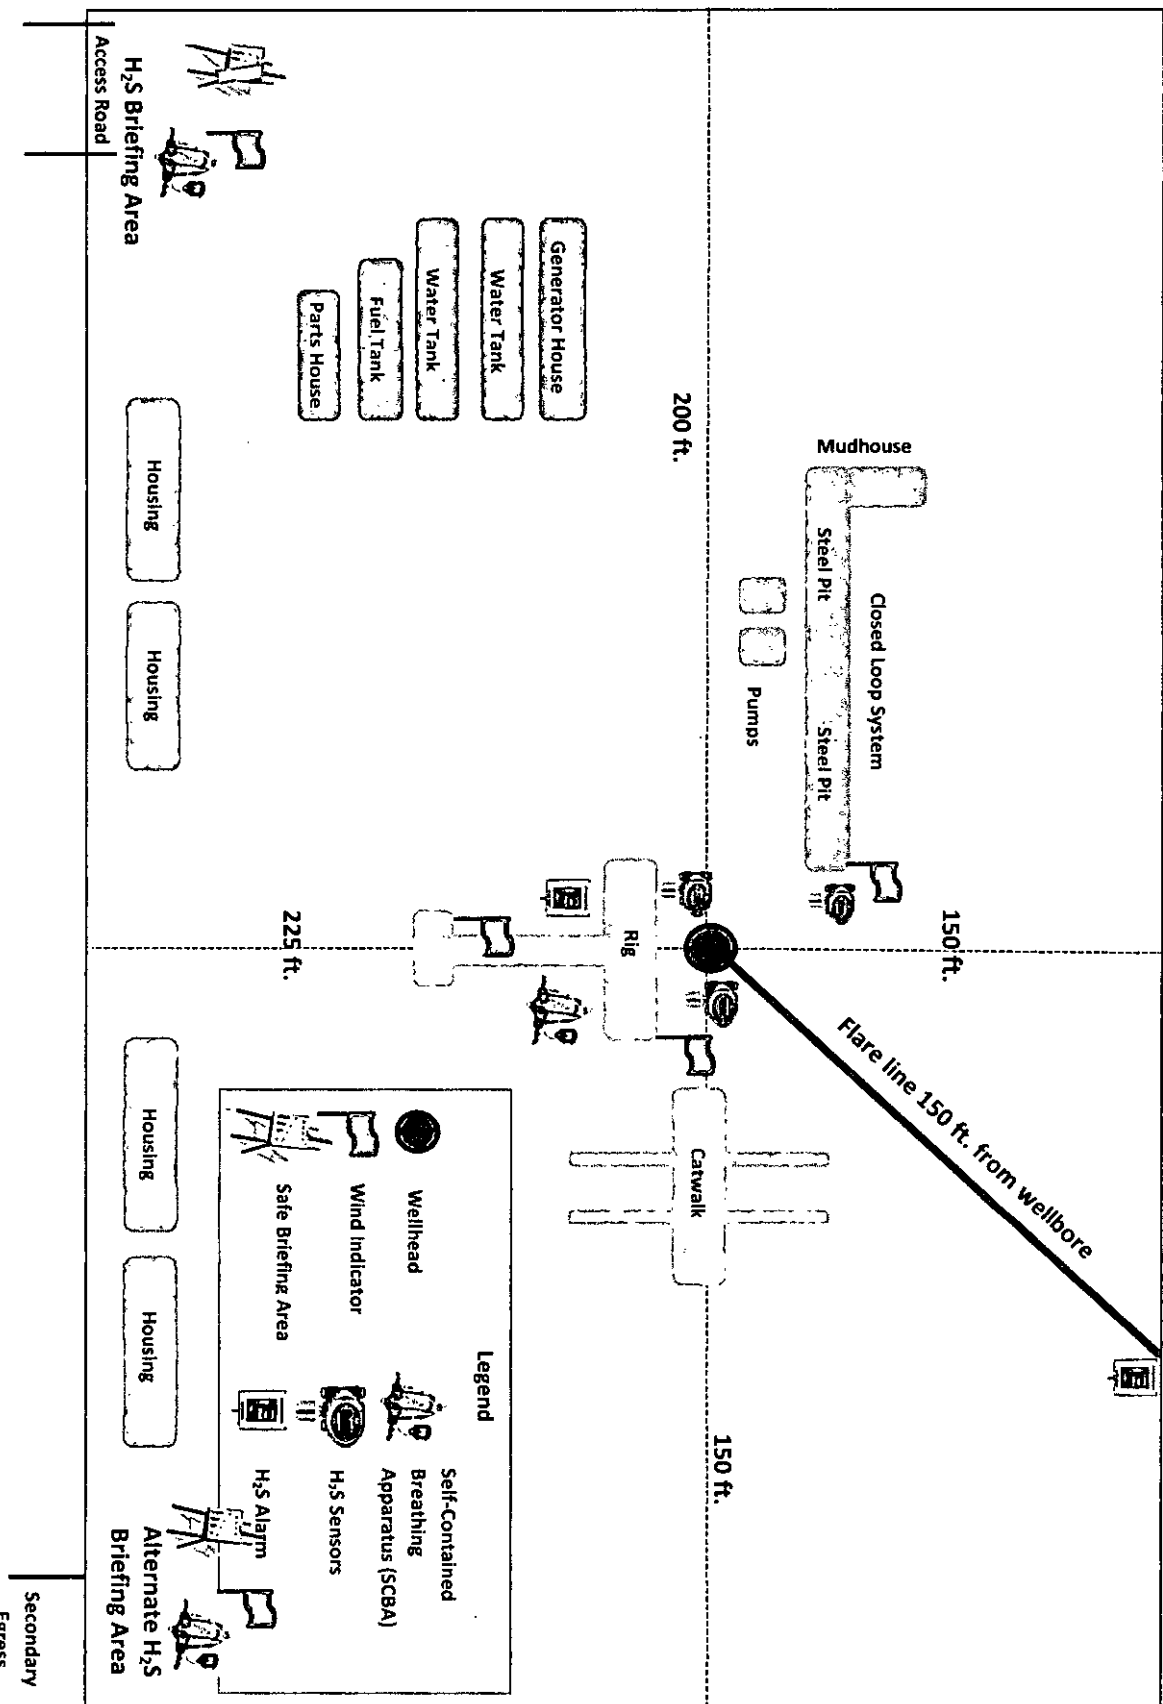 Access Road
H₂S Briefing Area
Generator House
Water Tank
Water Tank
Fuel Tank
Parts House
Housing
Housing
200 ft.
Mudhouse
Steel Pit
Steel Pit
Closed Loop System
Pumps
150 ft.
Rig
225 ft.
Flare line 150 ft. from wellbore
Catwalk
150 ft.
Housing
Housing
Legend
Wellhead
Wind Indicator
Safe Briefing Area
Self-Contained
Breathing
Apparatus (SCBA)
H₂S Sensors
H₂S Alarm
Alternate H₂S
Briefing Area
Secondary
Egress